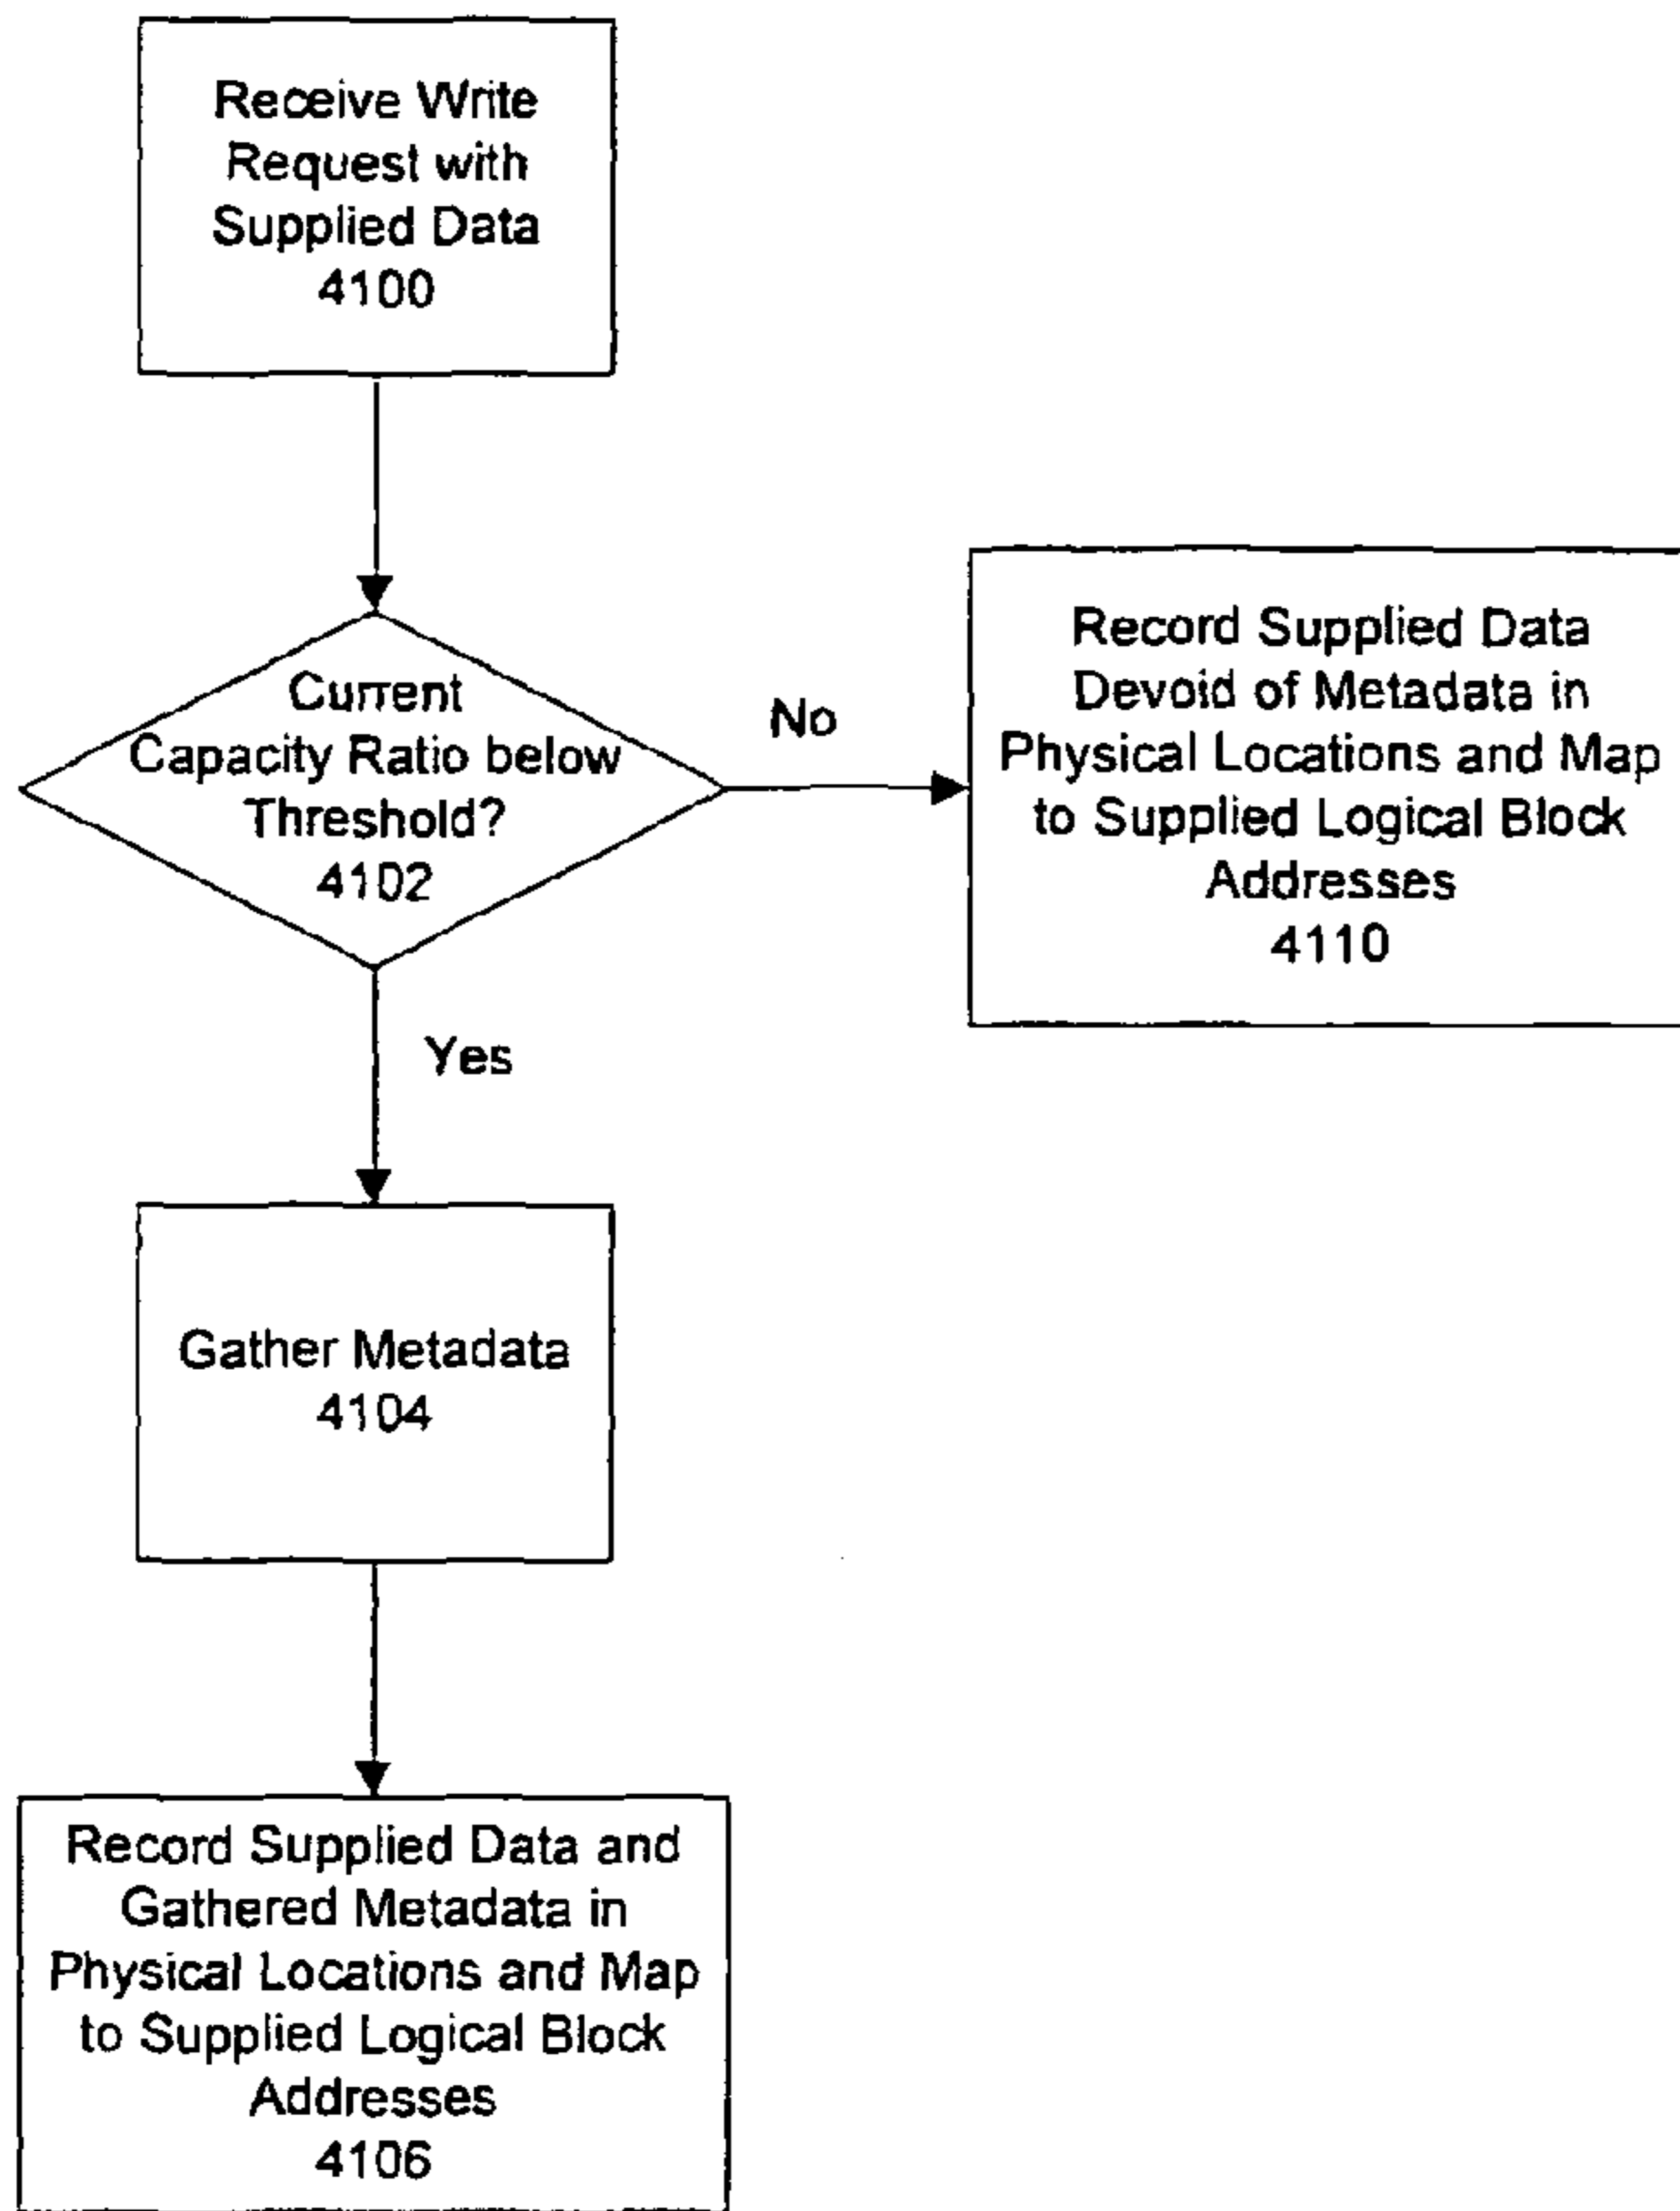 Receive Write
Request with
Supplied Data
4100
Current
Capacity Ratio below
Threshold?
4102
No
Record Supplied Data
Devoid of Metadata in
Physical Locations and Map
to Supplied Logical Block
Addresses
4110
Yes
Gather Metadata
4104
Record Supplied Data and
Gathered Metadata in
Physical Locations and Map
to Supplied Logical Block
Addresses
4106